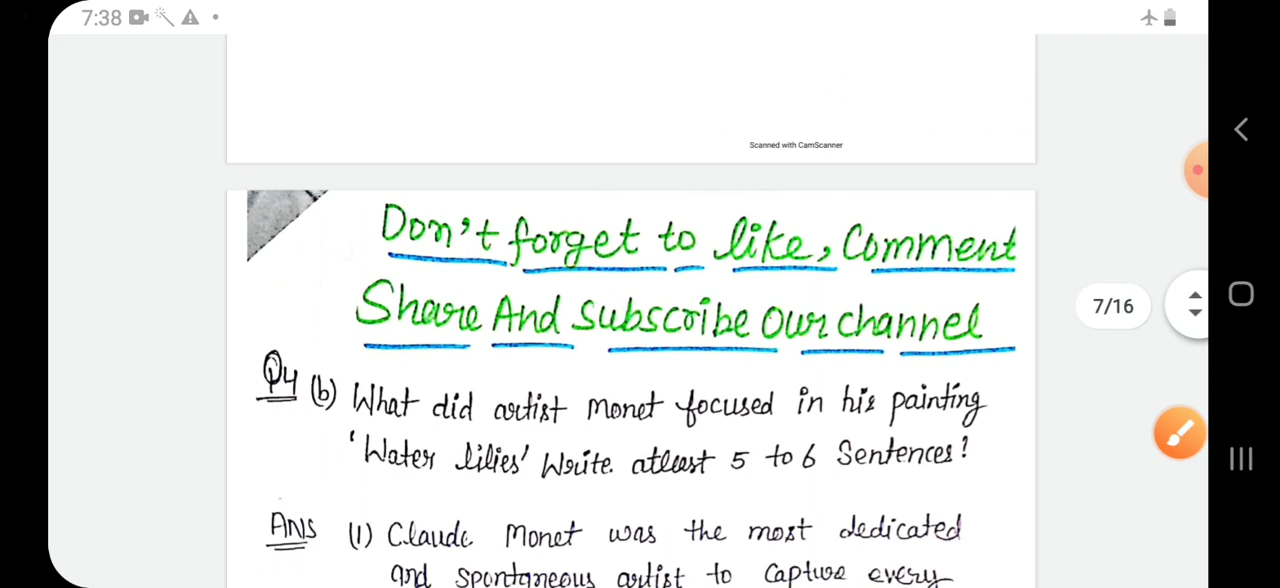 7:38
Scanned with CamScanner
Don't forget to like, Comment
Share And Subscribe Our channel
7/16
Q4 (b) What did artist Monet focused in his painting
'Water lilies' Write atleast 5 to 6 Sentences?
Ans (1) Claude Monet was the most dedicated
and spontaneous artist to capture every